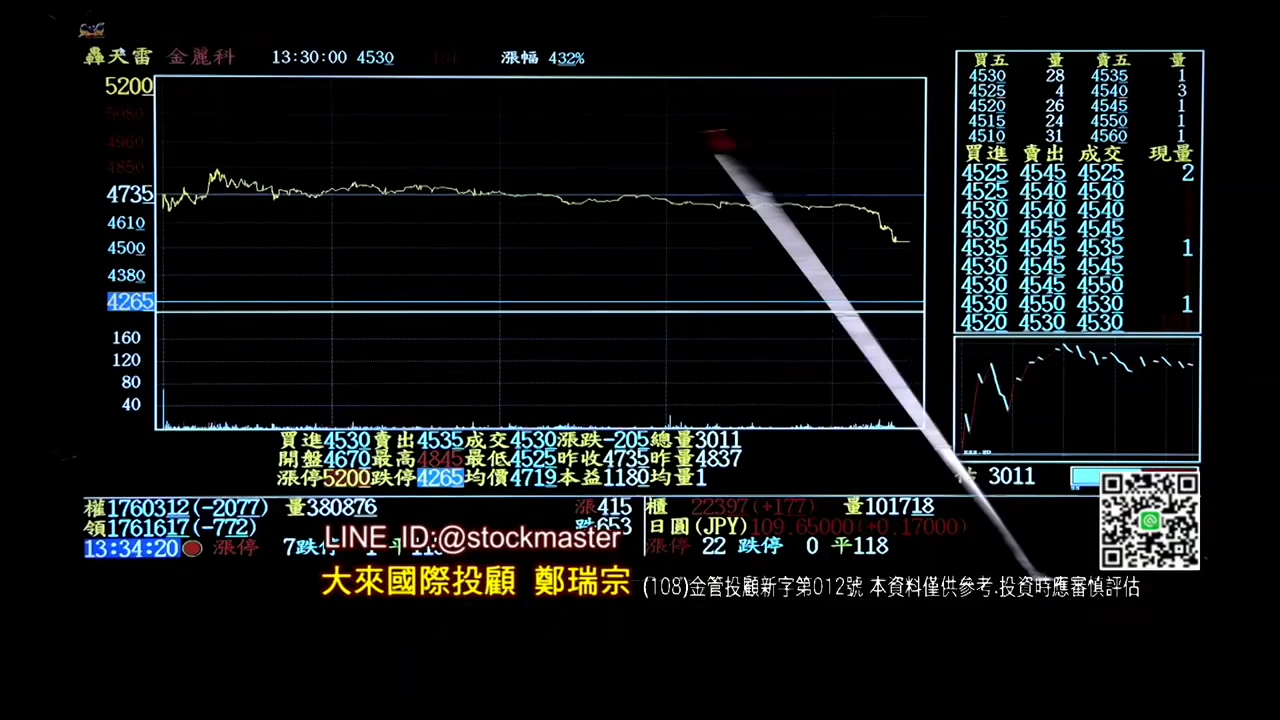 轟天雷 金麗科 13:30:00 4530 漲幅 432%
5200
5080
4960
4850
4735
4610
4500
4380
4265
160
120
80
40
買五 量 賣五 量
4530 28 4535 1
4525 4 4540 3
4520 26 4545 1
4515 24 4550 1
4510 31 4560 1
買進 賣出 成交 現量
4525 4545 4525 2
4525 4540 4540
4530 4540 4540
4530 4545 4545
4535 4545 4535 1
4530 4545 4545
4530 4545 4550
4530 4550 4530 1
4520 4530 4530
買進4530賣出4535成交4530漲跌-205總量3011
開盤4670最高4845最低4525昨收4735昨量4837
漲停5200跌停4265均價4719本益1180均量1
3011
權1760312(-2077) 量380876 漲415
領1761617(-772) 跌653
13:34:20 漲停 7跌停 1 平
櫃 22397(+177) 量101718
日圓(JPY)109.65000(+0.17000)
漲停 22 跌停 0 平118
LINE ID:@stockmaster
大來國際投顧 鄭瑞宗 (108)金管投顧新字第012號 本資料僅供參考.投資時應審慎評估